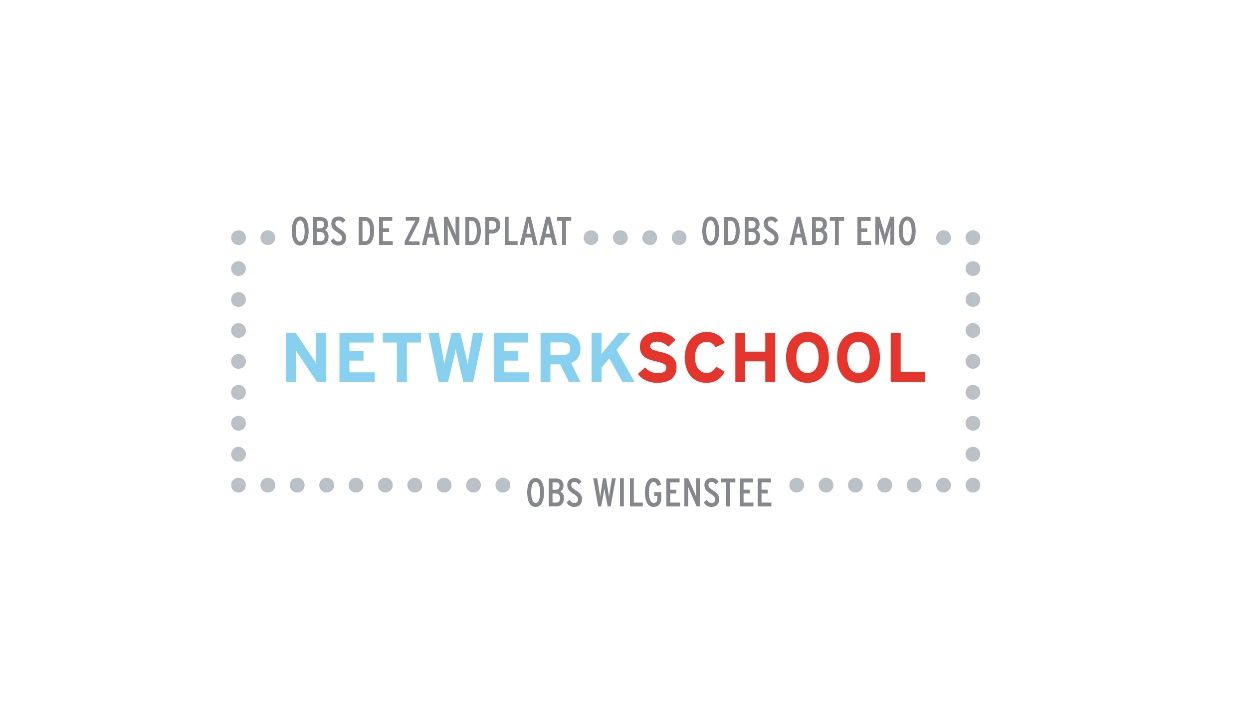 OBS DE ZANDPLAAT ODBS ABT EMO
NETWERKSCHOOL
OBS WILGENSTEE